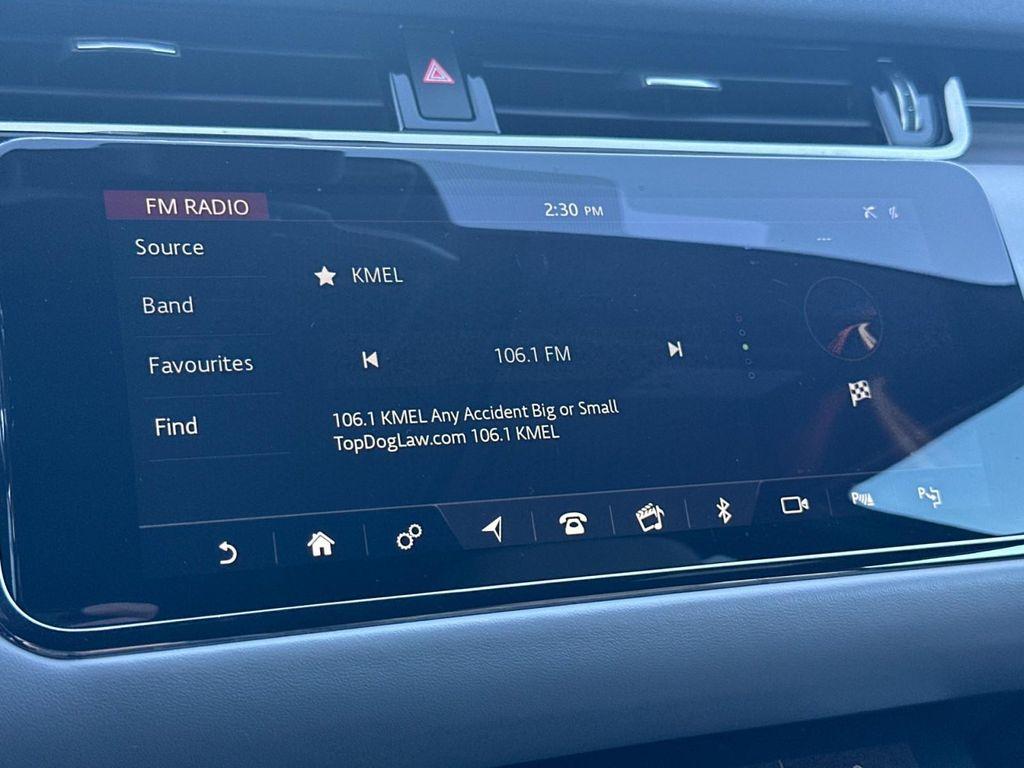 FM RADIO
2:30 PM
Source
KMEL
Band
Favourites
106.1 FM
Find
106.1 KMEL Any Accident Big or Small
TopDogLaw.com 106.1 KMEL
P
P